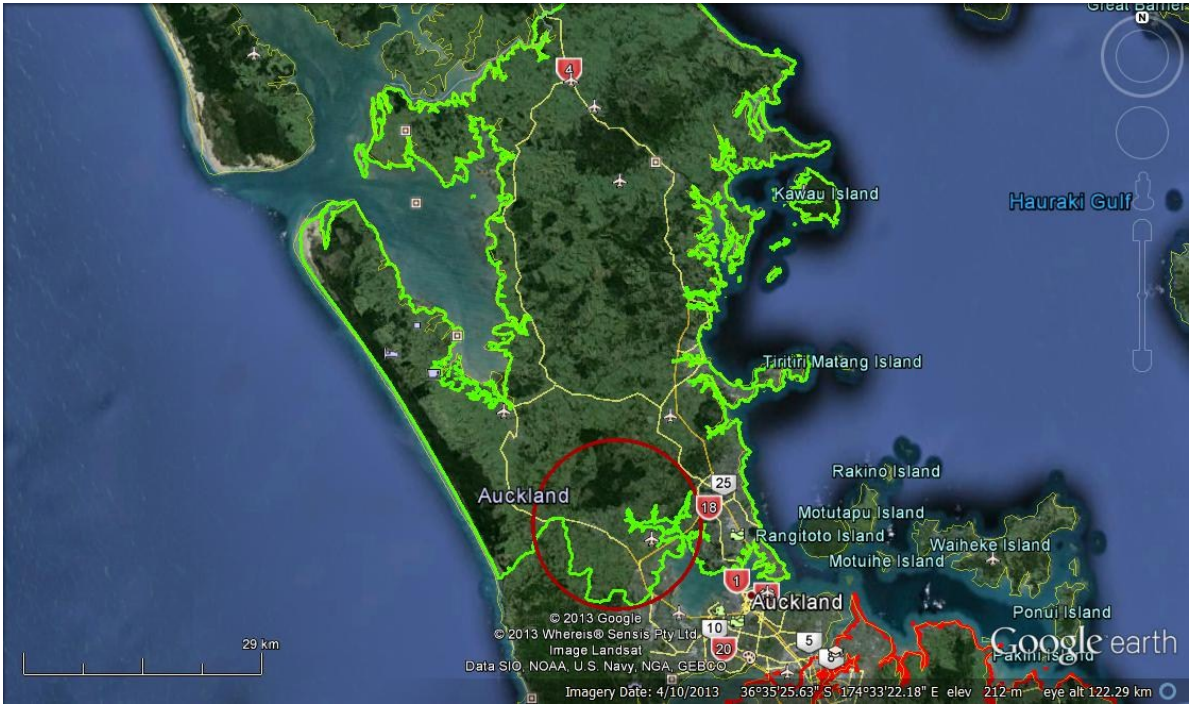 Great Barrier
N
4
Kawau Island
Hauraki Gulf
Tiritiri Matang Island
Rakino Island
25
Auckland
18
Motutapu Island
Rangitoto Island
Waiheke Island
Motuihe Island
1
Auckland
Ponui Island
© 2013 Google
© 2013 Whereis® Sensis Pty Ltd
10
5
Google earth
Image Landsat
20
8
Pakihi Island
29 km
Data SIO, NOAA, U.S. Navy, NGA, GEBCO
Imagery Date: 4/10/2013 36°35'25.63" S 174°33'22.18" E elev 212 m eye alt 122.29 km